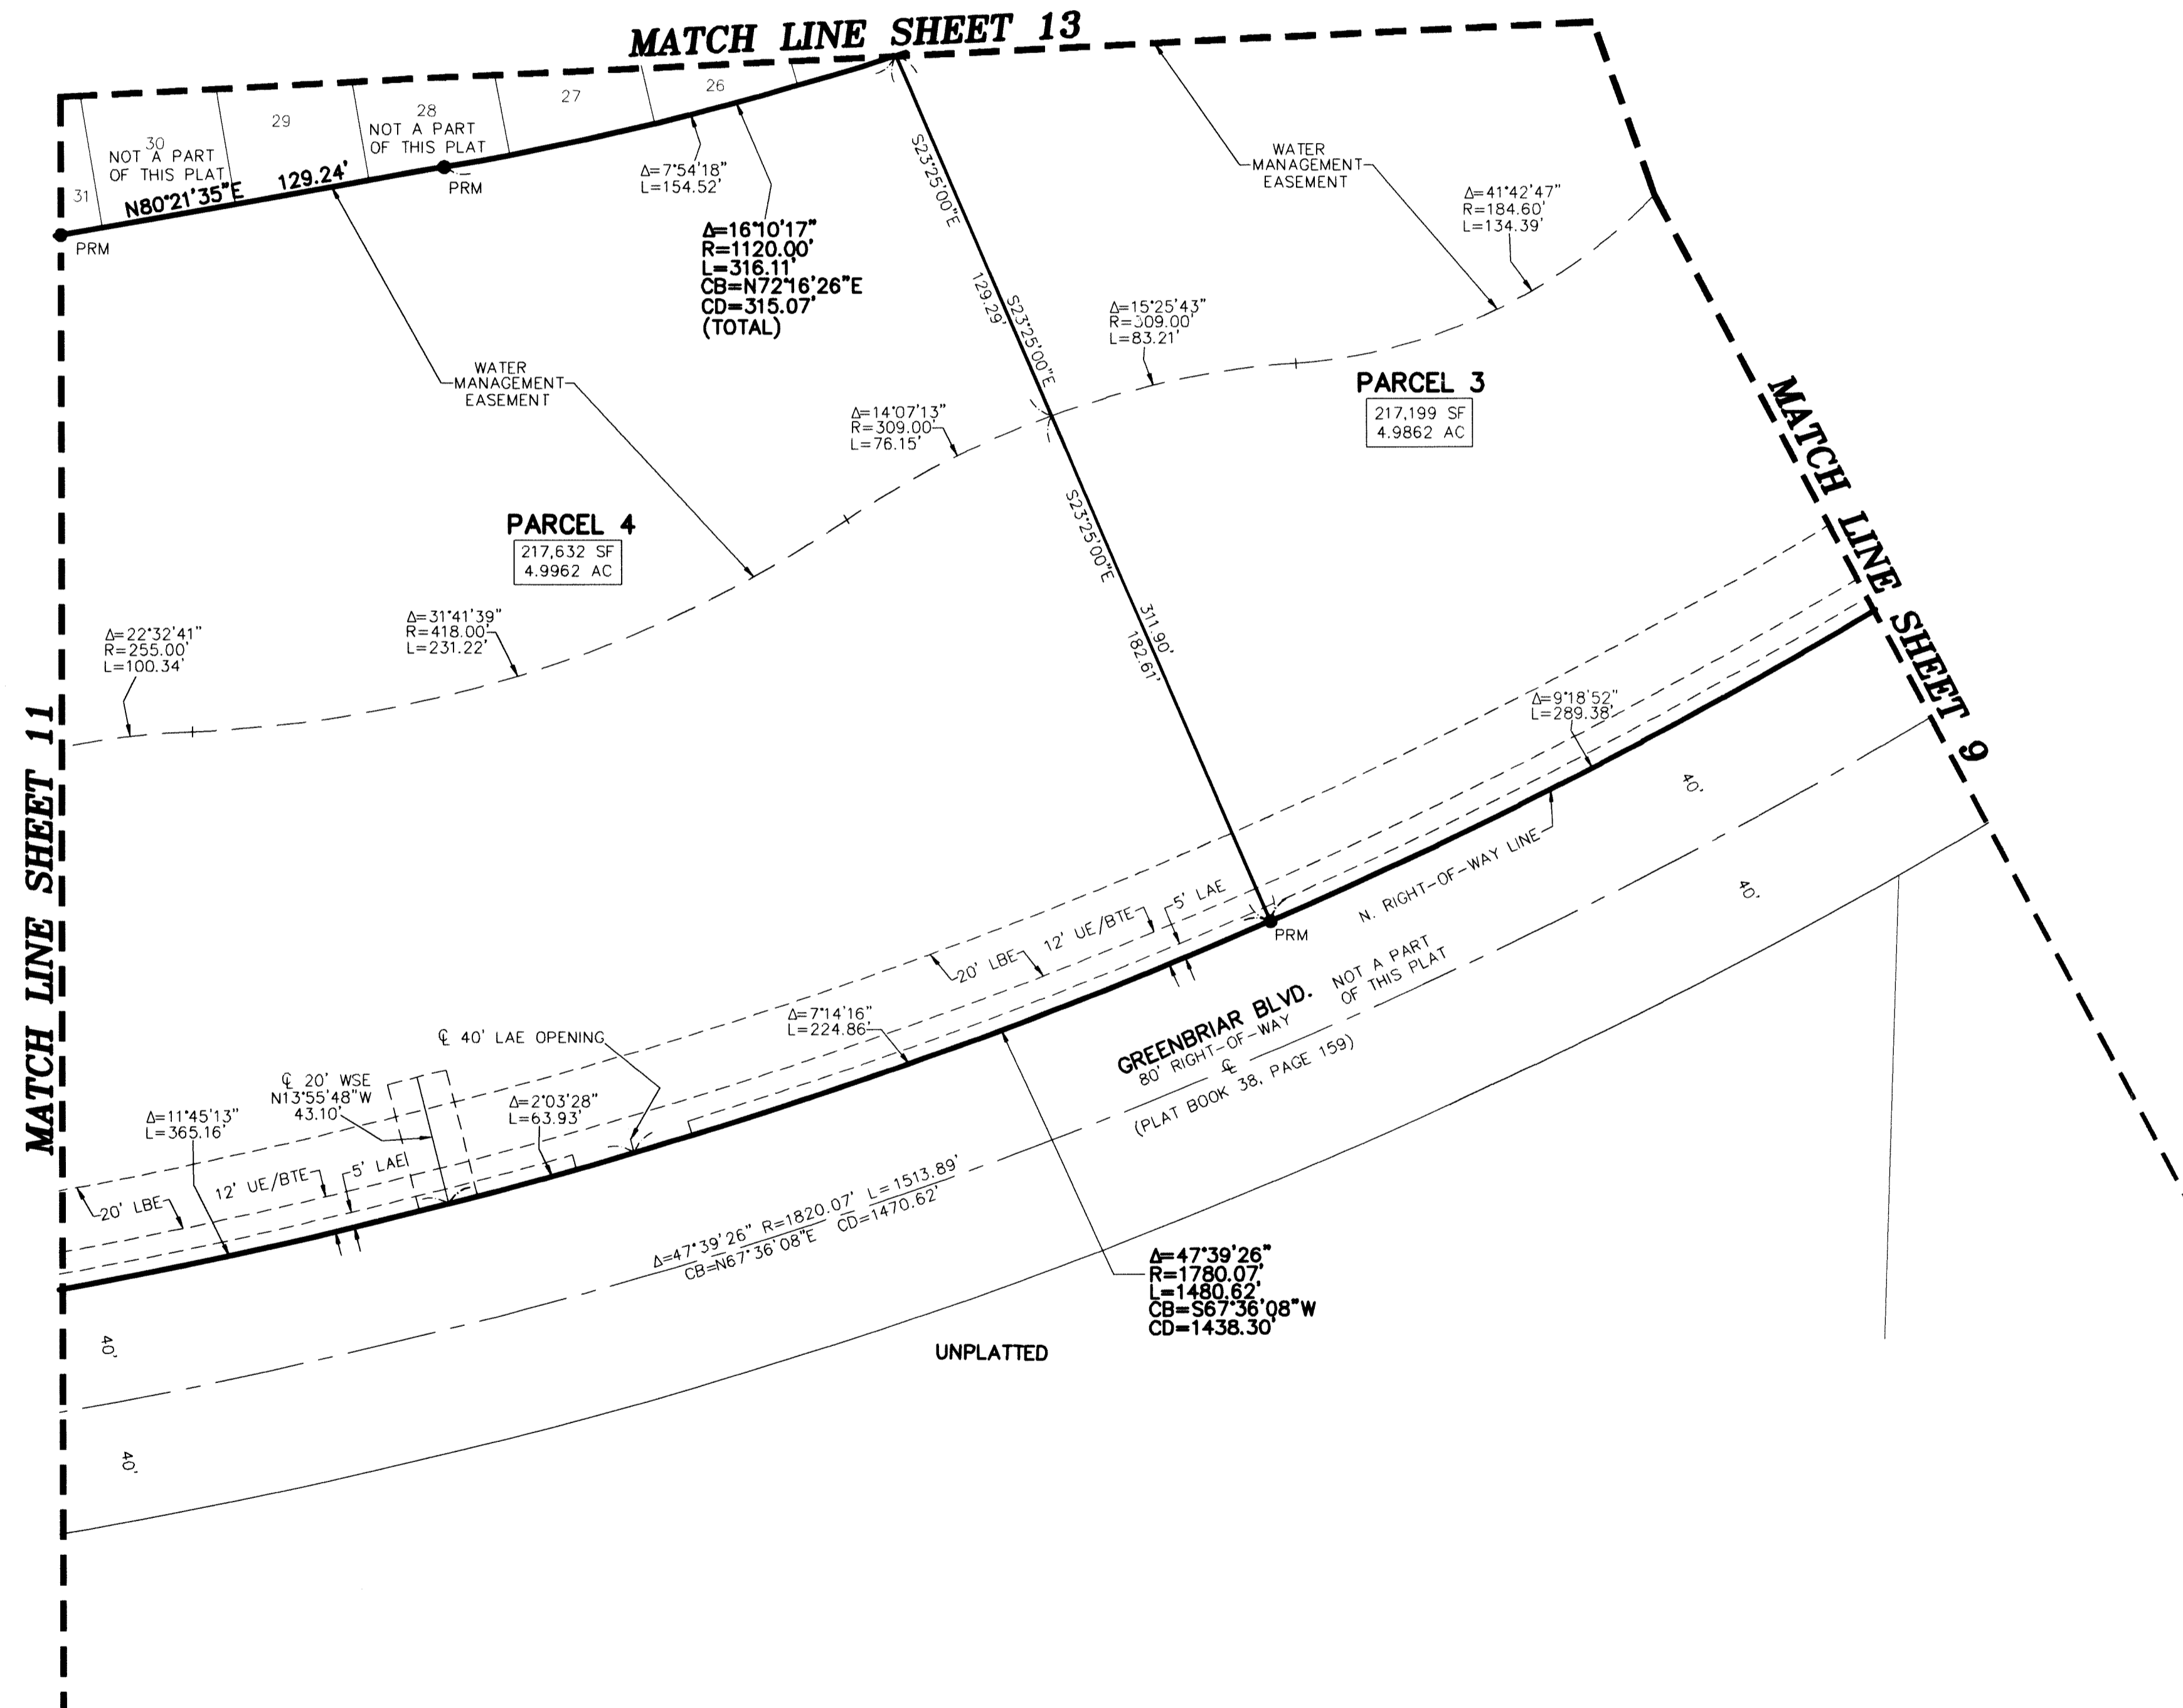 MATCH LINE SHEET 13
26
27
28
NOT A PART
OF THIS PLAT
29
30
NOT A PART
OF THIS PLAT
31
N80°21'35"E
129.24'
PRM
PRM
Δ=7°54'18"
L=154.52'
Δ=16°10'17"
R=1120.00'
L=316.11'
CB=N72°16'26"E
CD=315.07'
(TOTAL)
S23°25'00"E
129.29'
S23°25'00"E
WATER
MANAGEMENT
EASEMENT
Δ=41°42'47"
R=184.60'
L=134.39'
Δ=15°25'43"
R=309.00'
L=83.21'
PARCEL 3
217,199 SF
4.9862 AC
WATER
MANAGEMENT
EASEMENT
Δ=14°07'13"
R=309.00'
L=76.15'
PARCEL 4
217,632 SF
4.9962 AC
S23°25'00"E
311.90'
182.61'
Δ=31°41'39"
R=418.00'
L=231.22'
Δ=22°32'41"
R=255.00'
L=100.34'
MATCH LINE SHEET 11
MATCH LINE SHEET 9
Δ=9°18'52"
L=289.38'
40'
40'
N. RIGHT-OF-WAY LINE
5' LAE
12' UE/BTE
20' LBE
PRM
NOT A PART
OF THIS PLAT
GREENBRIAR BLVD.
80' RIGHT-OF-WAY
℄
(PLAT BOOK 38, PAGE 159)
Δ=7°14'16"
L=224.86'
℄ 40' LAE OPENING
℄ 20' WSE
N13°55'48"W
43.10'
Δ=2°03'28"
L=63.93'
Δ=11°45'13"
L=365.16'
5' LAE
12' UE/BTE
20' LBE
Δ=47°39'26" R=1820.07' L=1513.89'
CB=N67°36'08"E CD=1470.62'
Δ=47°39'26"
R=1780.07'
L=1480.62'
CB=S67°36'08"W
CD=1438.30'
UNPLATTED
40'
40'